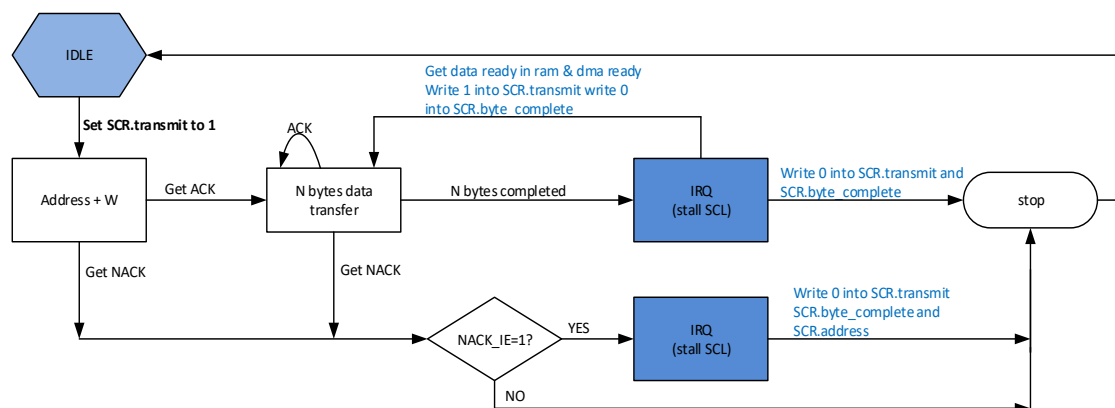 IDLE
Get data ready in ram & dma ready
Write 1 into SCR.transmit write 0
into SCR.byte_complete
Set SCR.transmit to 1
ACK
Address + W
Get ACK
N bytes data
transfer
N bytes completed
IRQ
(stall SCL)
Write 0 into SCR.transmit and
SCR.byte_complete
stop
Get NACK
Get NACK
NACK_IE=1?
YES
IRQ
(stall SCL)
Write 0 into SCR.transmit
SCR.byte_complete and
SCR.address
NO